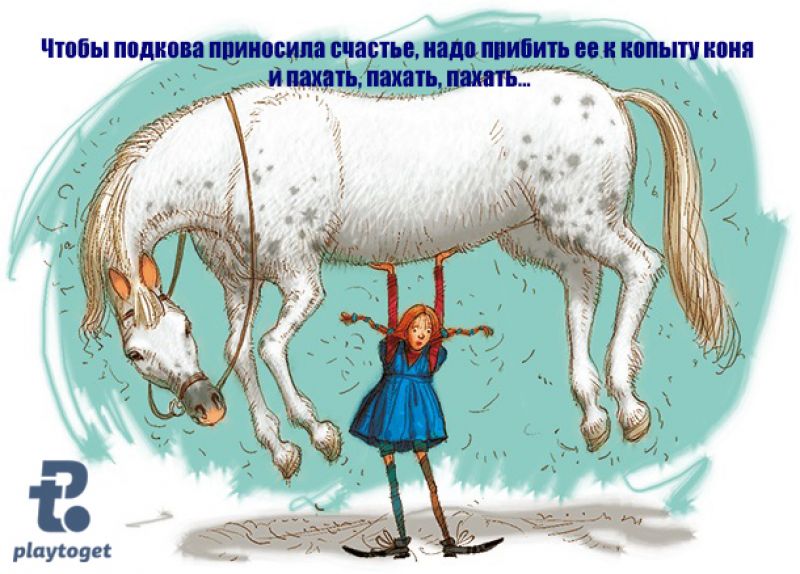 Чтобы подкова приносила счастье, надо прибить ее к копыту коня
и пахать, пахать, пахать...
playtoget